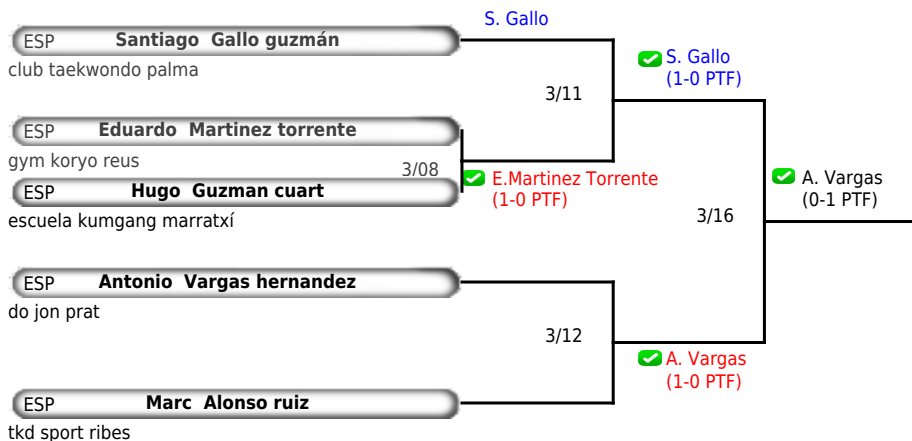 S. Gallo
ESP Santiago Gallo guzmán
club taekwondo palma
S. Gallo
(1-0 PTF)
3/11
ESP Eduardo Martinez torrente
gym koryo reus
3/08
E.Martinez Torrente
(1-0 PTF)
ESP Hugo Guzman cuart
escuela kumgang marratxí
A. Vargas
(0-1 PTF)
3/16
ESP Antonio Vargas hernandez
do jon prat
3/12
A. Vargas
(1-0 PTF)
ESP Marc Alonso ruiz
tkd sport ribes